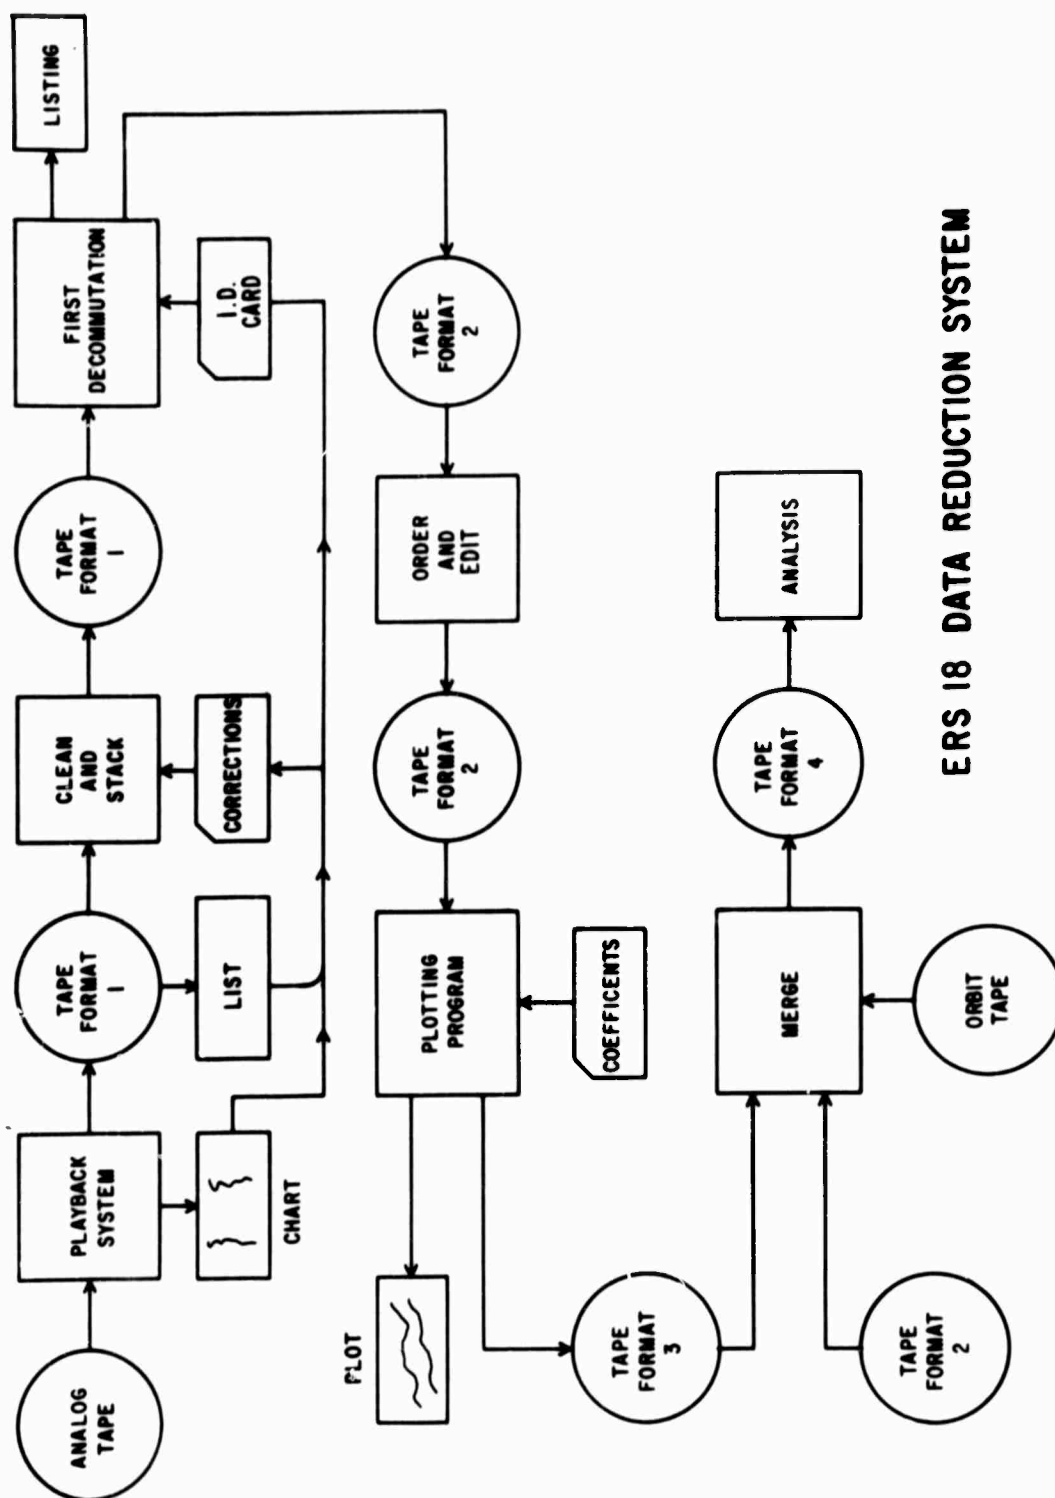 ANALOG
TAPE
PLAYBACK
SYSTEM
CHART
TAPE
FORMAT
1
LIST
CLEAN
AND
STACK
CORRECTIONS
TAPE
FORMAT
1
FIRST
DECOMMUTATION
I.D.
CARD
LISTING
PLOT
PLOTTING
PROGRAM
COEFFICENTS
TAPE
FORMAT
2
ORDER
AND
EDIT
TAPE
FORMAT
2
TAPE
FORMAT
3
TAPE
FORMAT
2
MERGE
ORBIT
TAPE
TAPE
FORMAT
4
ANALYSIS
ERS 18 DATA REDUCTION SYSTEM